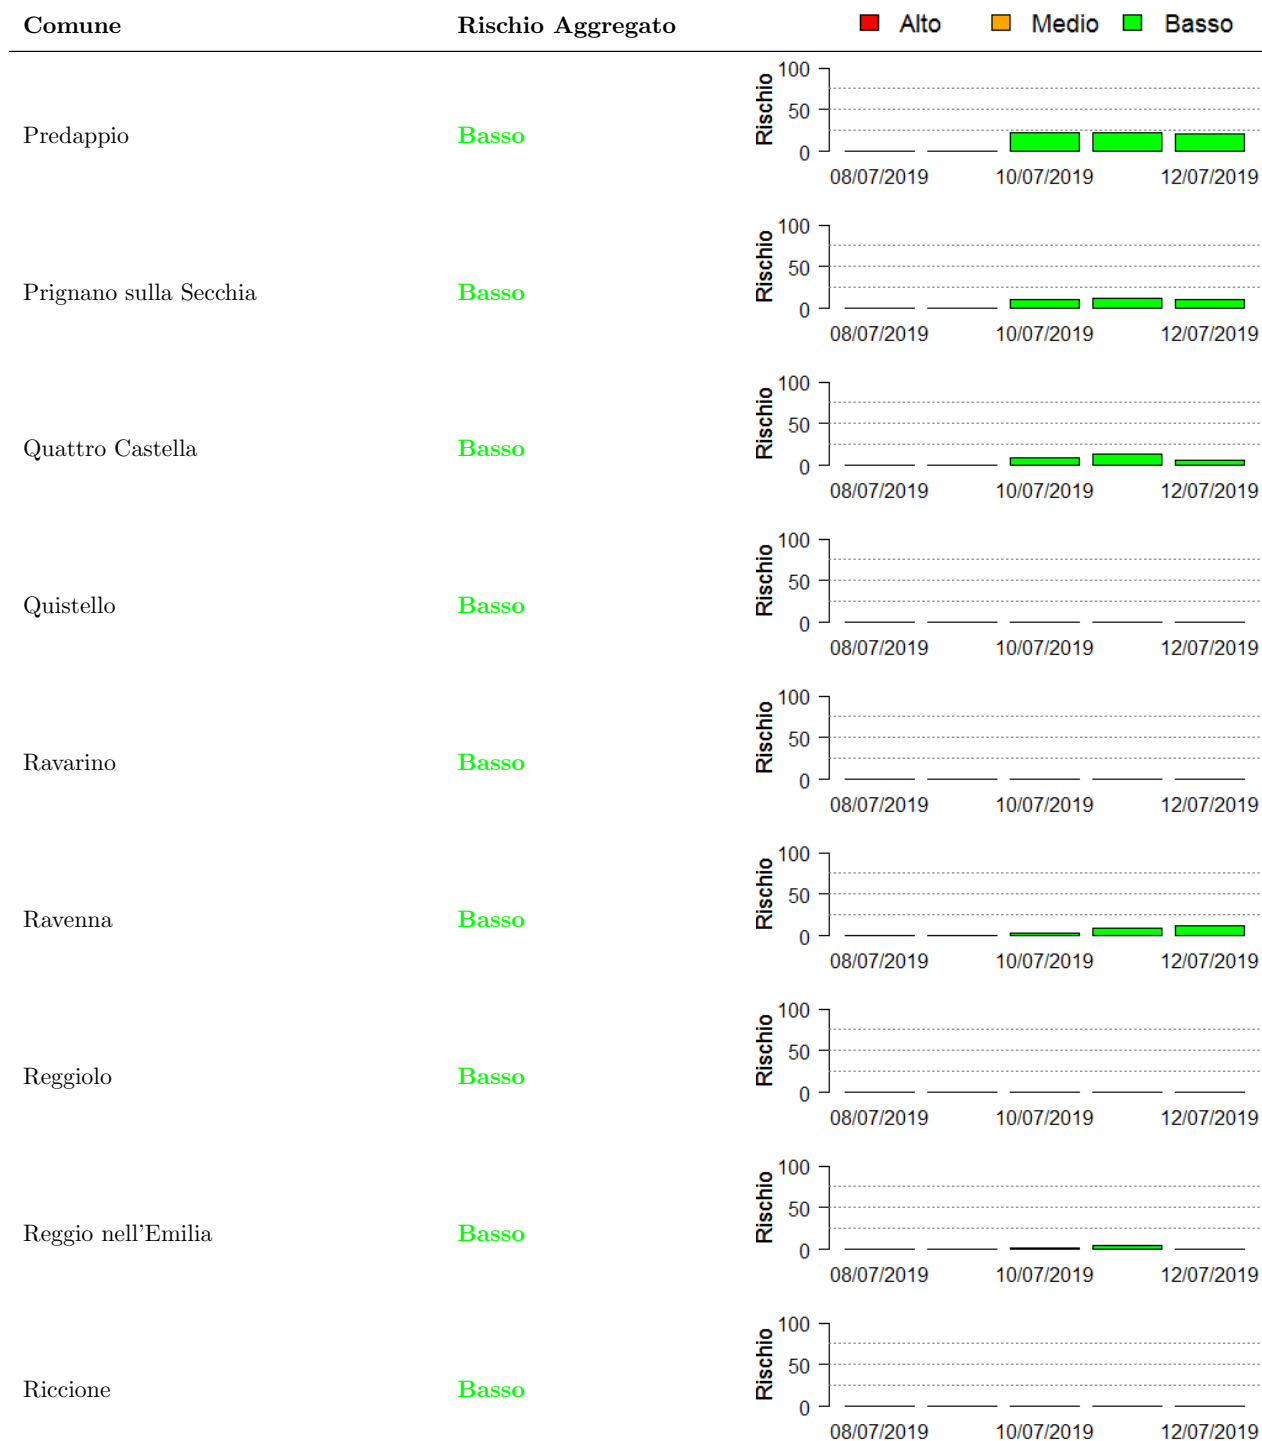 Comune Rischio Aggregato Alto Medio Basso
100
50
0
Rischio
Predappio Basso
08/07/2019 10/07/2019 12/07/2019
100
50
0
Rischio
Prignano sulla Secchia Basso
08/07/2019 10/07/2019 12/07/2019
100
50
0
Rischio
Quattro Castella Basso
08/07/2019 10/07/2019 12/07/2019
100
50
0
Rischio
Quistello Basso
08/07/2019 10/07/2019 12/07/2019
100
50
0
Rischio
Ravarino Basso
08/07/2019 10/07/2019 12/07/2019
100
50
0
Rischio
Ravenna Basso
08/07/2019 10/07/2019 12/07/2019
100
50
0
Rischio
Reggiolo Basso
08/07/2019 10/07/2019 12/07/2019
100
50
0
Rischio
Reggio nell'Emilia Basso
08/07/2019 10/07/2019 12/07/2019
100
50
0
Rischio
Riccione Basso
08/07/2019 10/07/2019 12/07/2019